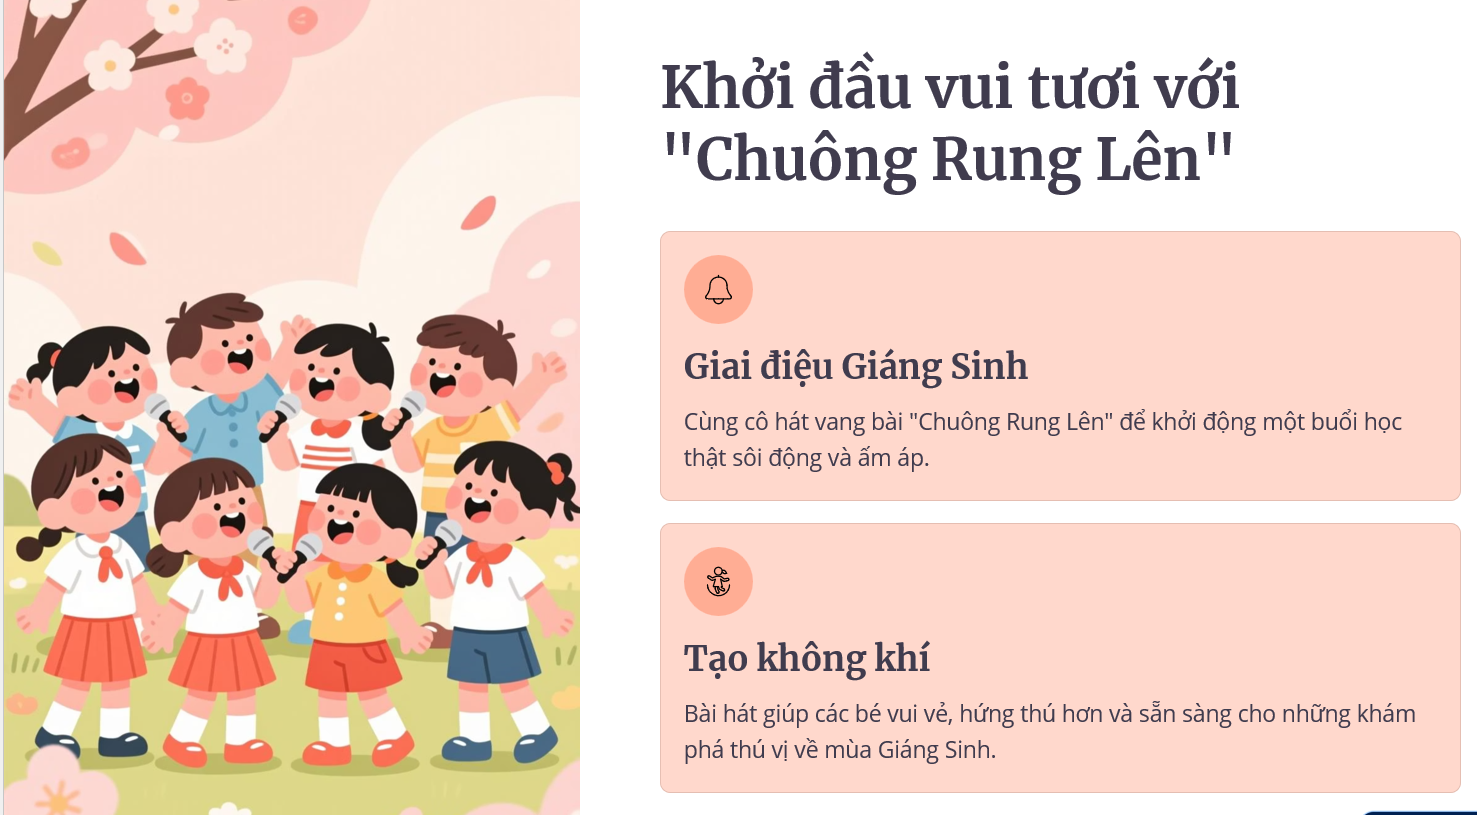 Khởi đầu vui tươi với
"Chuông Rung Lên"
Giai điệu Giáng Sinh
Cùng cô hát vang bài "Chuông Rung Lên" để khởi động một buổi học
thật sôi động và ấm áp.
Tạo không khí
Bài hát giúp các bé vui vẻ, hứng thú hơn và sẵn sàng cho những khám
phá thú vị về mùa Giáng Sinh.